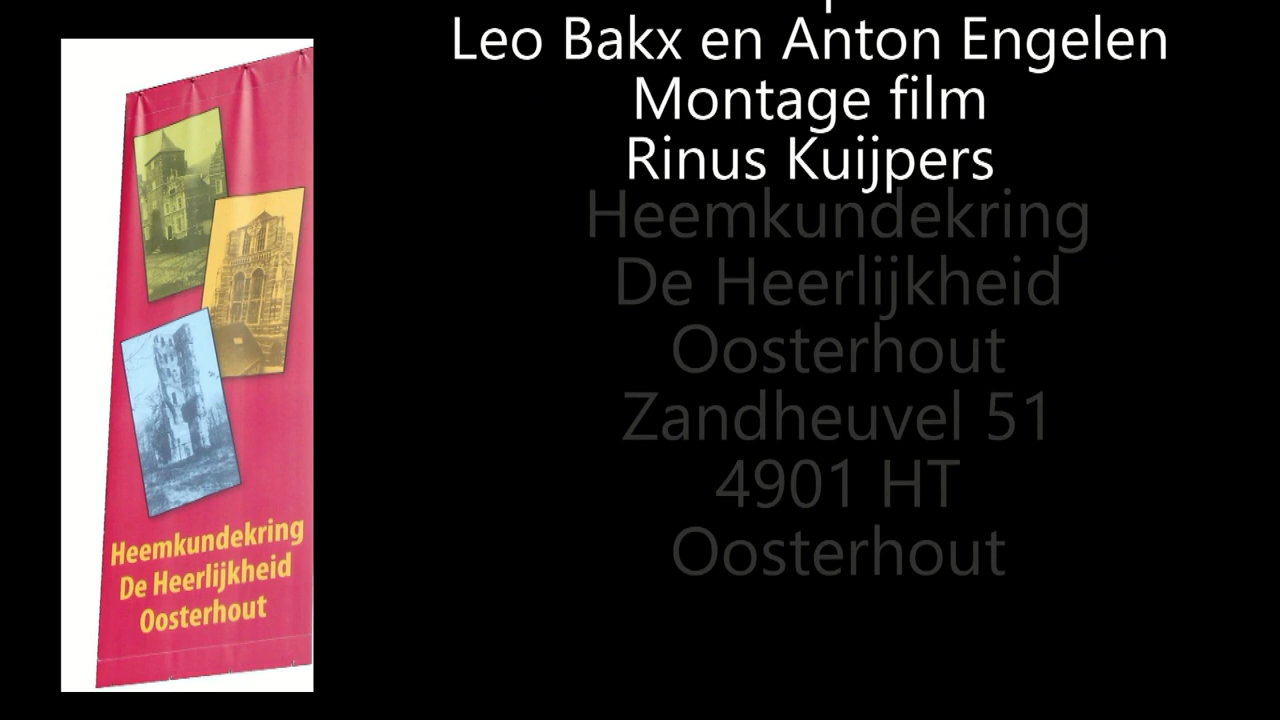 Leo Bakx en Anton Engelen
Montage film
Rinus Kuijpers
Heemkundekring
De Heerlijkheid
Oosterhout
Zandheuvel 51
4901 HT
Oosterhout
Heemkundekring
De Heerlijkheid
Oosterhout